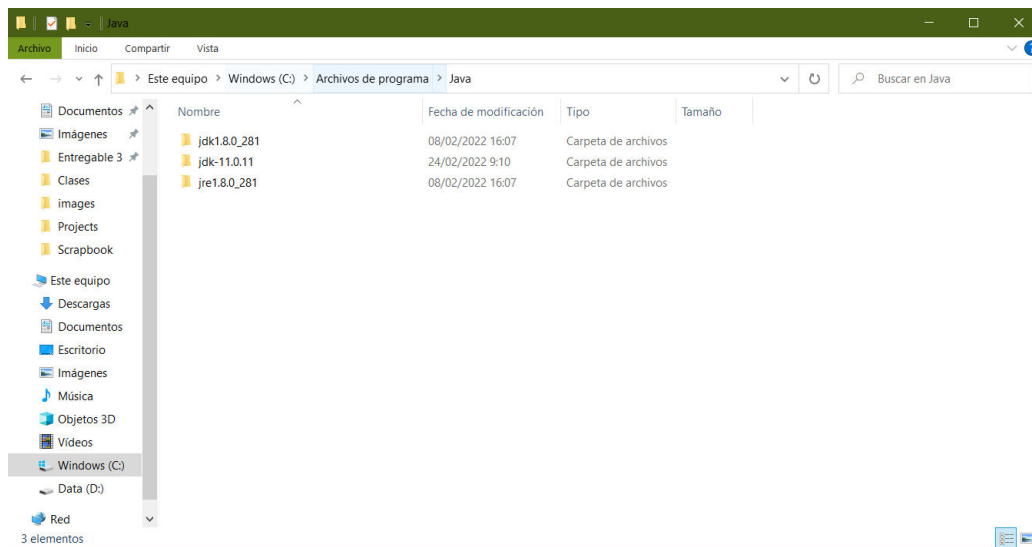 Java
Archivo Inicio Compartir Vista
Este equipo > Windows (C:) > Archivos de programa > Java
Buscar en Java
Documentos
Imágenes
Entregable 3
Clases
images
Projects
Scrapbook
Este equipo
Descargas
Documentos
Escritorio
Imágenes
Música
Objetos 3D
Vídeos
Windows (C:)
Data (D:)
Red
Nombre Fecha de modificación Tipo Tamaño
jdk1.8.0_281 08/02/2022 16:07 Carpeta de archivos
jdk-11.0.11 24/02/2022 9:10 Carpeta de archivos
jre1.8.0_281 08/02/2022 16:07 Carpeta de archivos
3 elementos